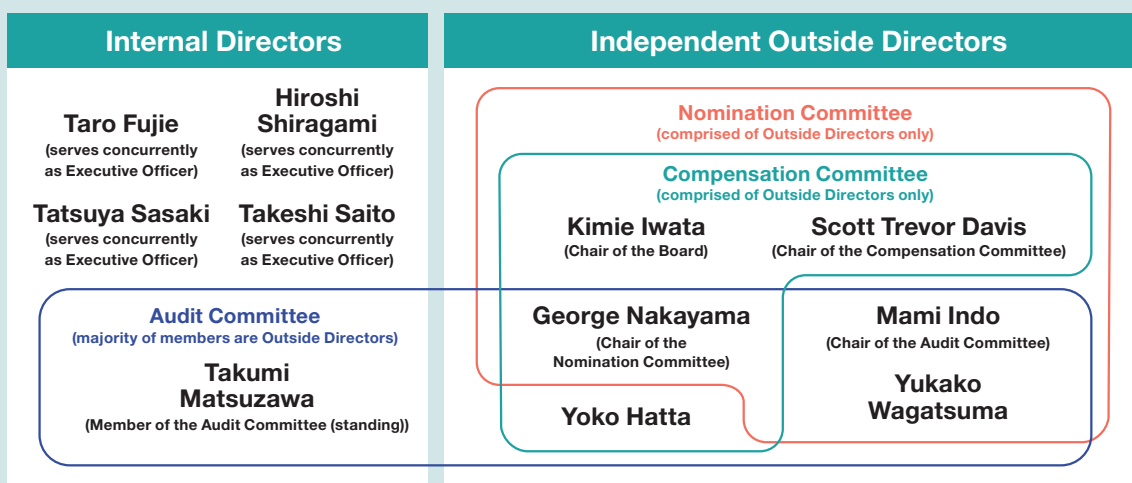 Internal Directors
Taro Fujie
(serves concurrently
as Executive Officer)
Hiroshi
Shiragami
(serves concurrently
as Executive Officer)
Tatsuya Sasaki
(serves concurrently
as Executive Officer)
Takeshi Saito
(serves concurrently
as Executive Officer)
Audit Committee
(majority of members are Outside Directors)
Takumi
Matsuzawa
(Member of the Audit Committee (standing))
Independent Outside Directors
Nomination Committee
(comprised of Outside Directors only)
Compensation Committee
(comprised of Outside Directors only)
Kimie Iwata
(Chair of the Board)
Scott Trevor Davis
(Chair of the Compensation Committee)
George Nakayama
(Chair of the
Nomination Committee)
Mami Indo
(Chair of the Audit Committee)
Yoko Hatta
Yukako
Wagatsuma